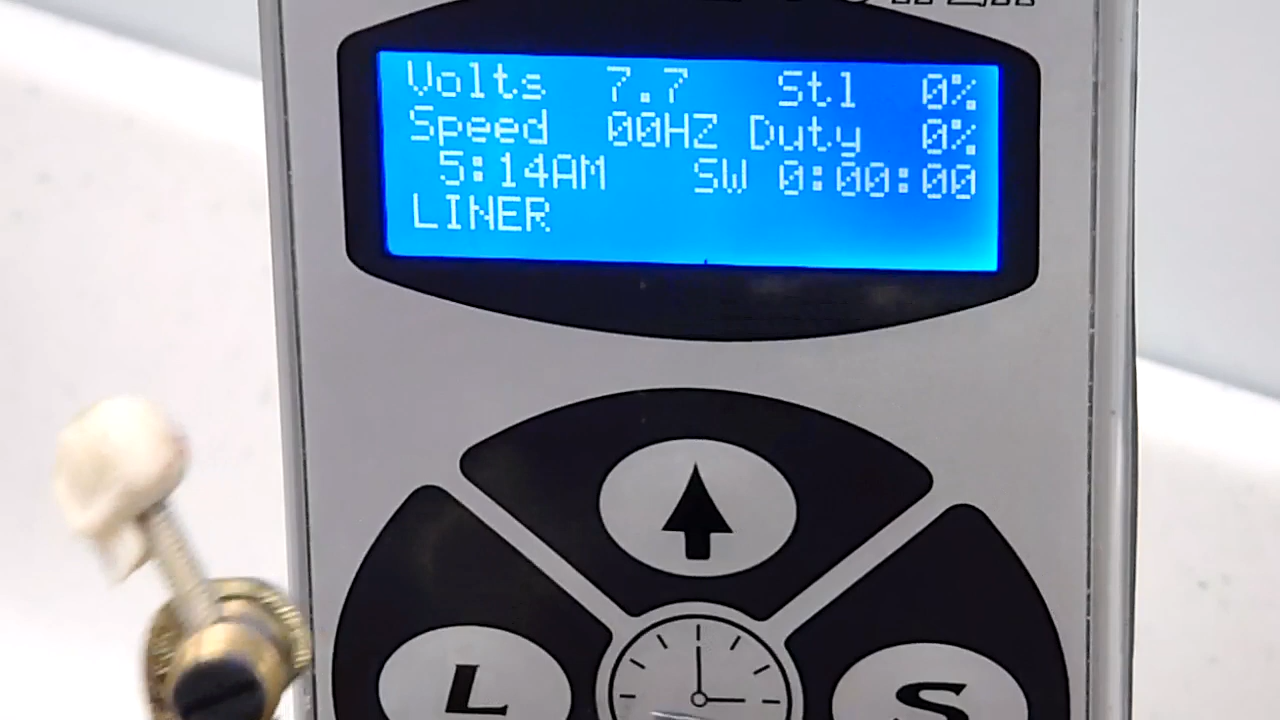 Volts 7.7 Stl 0%
Speed 00HZ Duty 0%
5:14AM SW 0:00:00
LINER
L
S